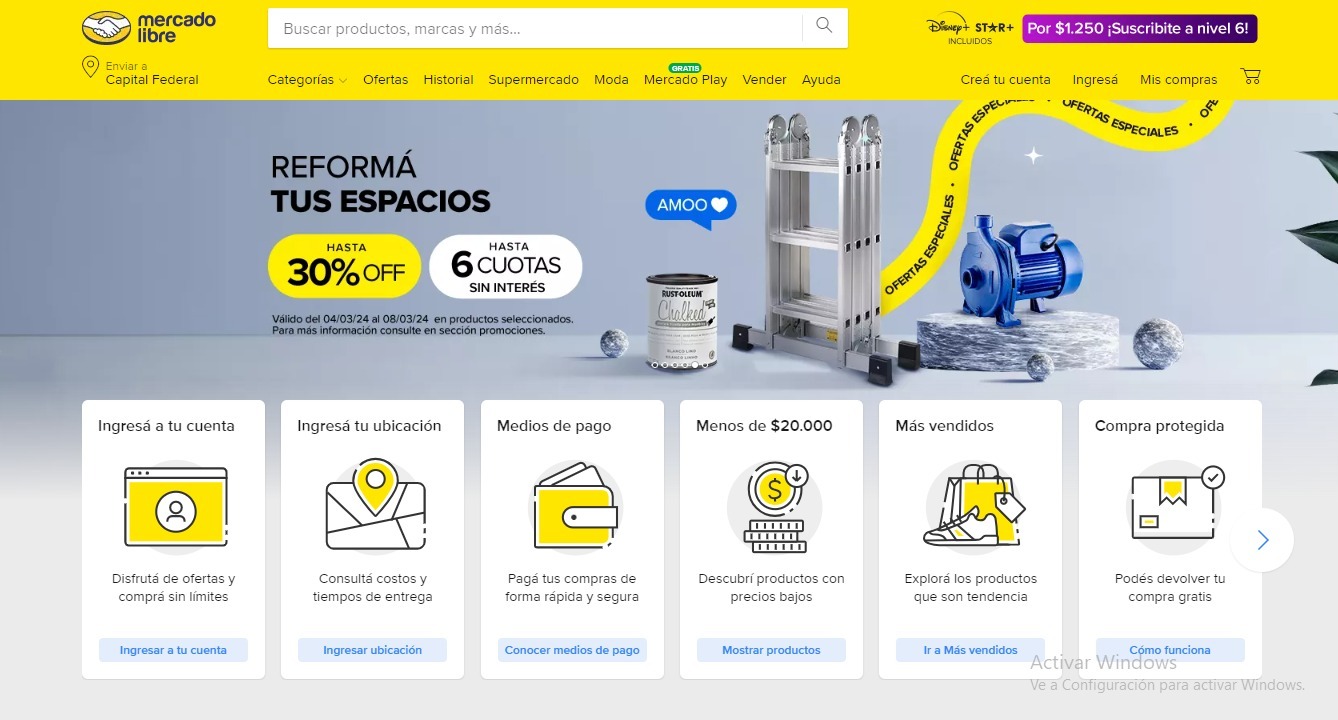 mercado
libre
Buscar productos, marcas y más...
Disney+ STAR+
INCLUIDOS
Por $1.250 ¡Suscribite a nivel 6!
Enviar a
Capital Federal
Categorías
Ofertas
Historial
Supermercado
Moda
GRATIS
Mercado Play
Vender
Ayuda
Creá tu cuenta
Ingresá
Mis compras
REFORMÁ
TUS ESPACIOS
HASTA
30% OFF
HASTA
6 CUOTAS
SIN INTERÉS
Válido del 04/03/24 al 08/03/24 en productos seleccionados.
Para más información consulte en sección promociones.
AMOO
RUST-OLEUM
Chalked
BLANCO LINO
OFERTAS ESPECIALES • OFERTAS ESPECIALES • OFERTAS ESPECIALES • OFE
Ingresá a tu cuenta
Disfrutá de ofertas y
comprá sin límites
Ingresar a tu cuenta
Ingresá tu ubicación
Consultá costos y
tiempos de entrega
Ingresar ubicación
Medios de pago
Pagá tus compras de
forma rápida y segura
Conocer medios de pago
Menos de $20.000
Descubrí productos con
precios bajos
Mostrar productos
Más vendidos
Explorá los productos
que son tendencia
Ir a Más vendidos
Compra protegida
Podés devolver tu
compra gratis
Cómo funciona
Activar Windows
Ve a Configuración para activar Windows.